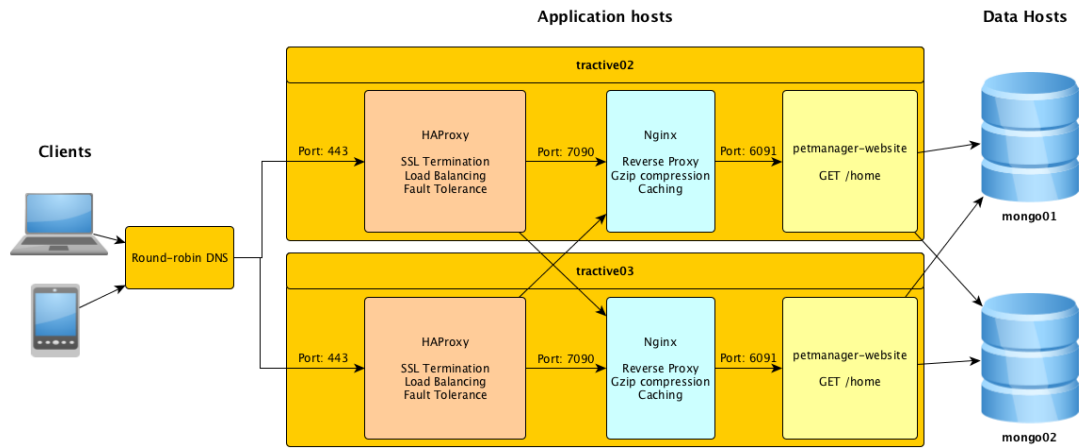 Application hosts
Data Hosts
Clients
Round-robin DNS
tractive02
Port: 443
HAProxy
SSL Termination
Load Balancing
Fault Tolerance
Port: 7090
Nginx
Reverse Proxy
Gzip compression
Caching
Port: 6091
petmanager-website
GET /home
mongo01
tractive03
Port: 443
HAProxy
SSL Termination
Load Balancing
Fault Tolerance
Port: 7090
Nginx
Reverse Proxy
Gzip compression
Caching
Port: 6091
petmanager-website
GET /home
mongo02